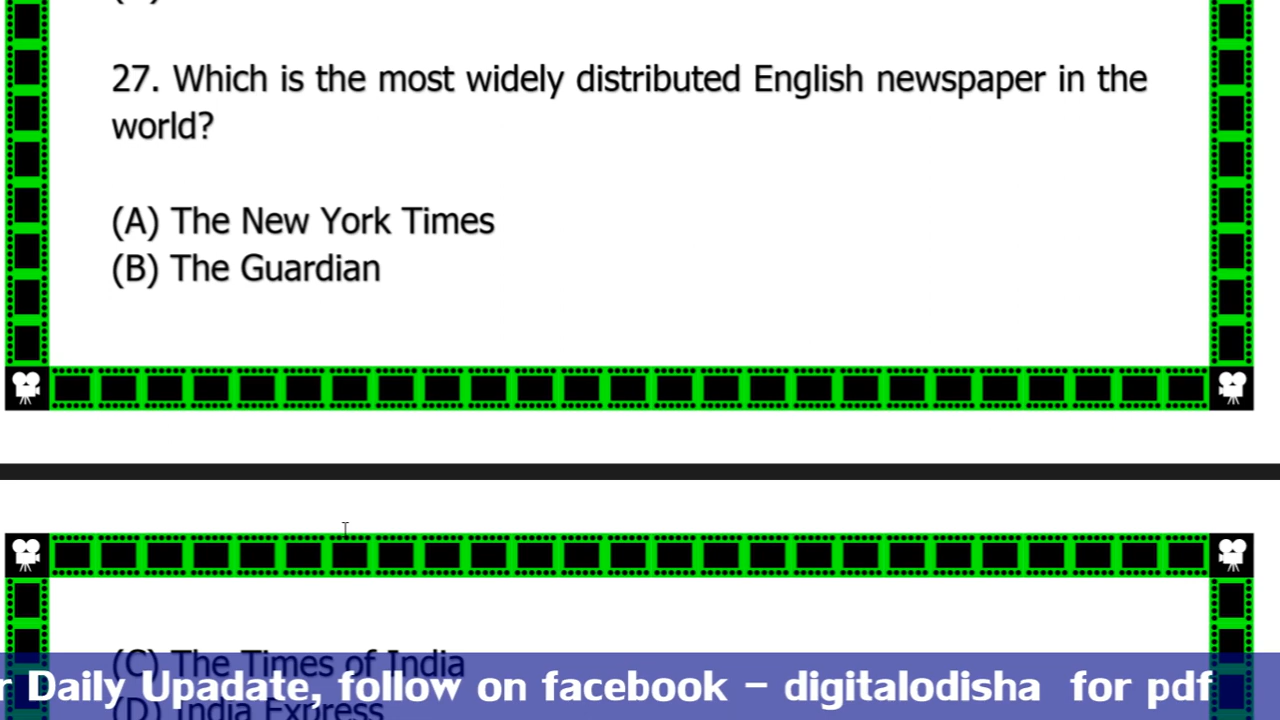 27. Which is the most widely distributed English newspaper in the
world?
(A) The New York Times
(B) The Guardian
(C) The Times of India
(D) India Express
r Daily Upadate, follow on facebook – digitalodisha for pdf